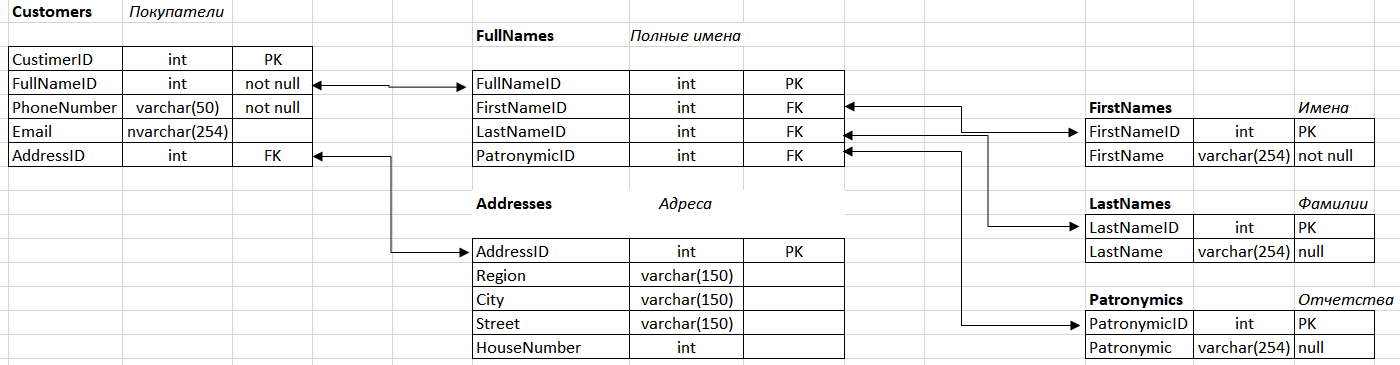 Customers Покупатели
CustimerID int PK
FullNameID int not null
PhoneNumber varchar(50) not null
Email nvarchar(254)
AddressID int FK
FullNames Полные имена
FullNameID int PK
FirstNameID int FK
LastNameID int FK
PatronymicID int FK
Addresses Адреса
AddressID int PK
Region varchar(150)
City varchar(150)
Street varchar(150)
HouseNumber int
FirstNames Имена
FirstNameID int PK
FirstName varchar(254) not null
LastNames Фамилии
LastNameID int PK
LastName varchar(254) null
Patronymics Отчетства
PatronymicID int PK
Patronymic varchar(254) null